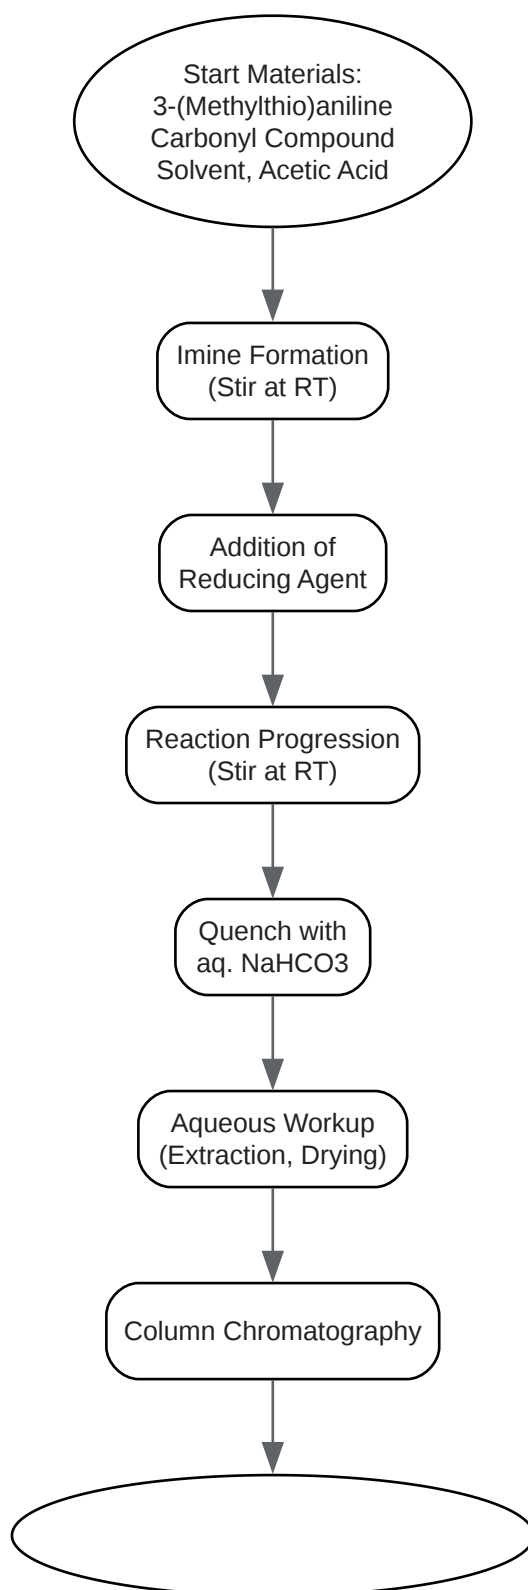 Start Materials:
3-(Methylthio)aniline
Carbonyl Compound
Solvent, Acetic Acid
Imine Formation
(Stir at RT)
Addition of
Reducing Agent
Reaction Progression
(Stir at RT)
Quench with
aq. NaHCO3
Aqueous Workup
(Extraction, Drying)
Column Chromatography